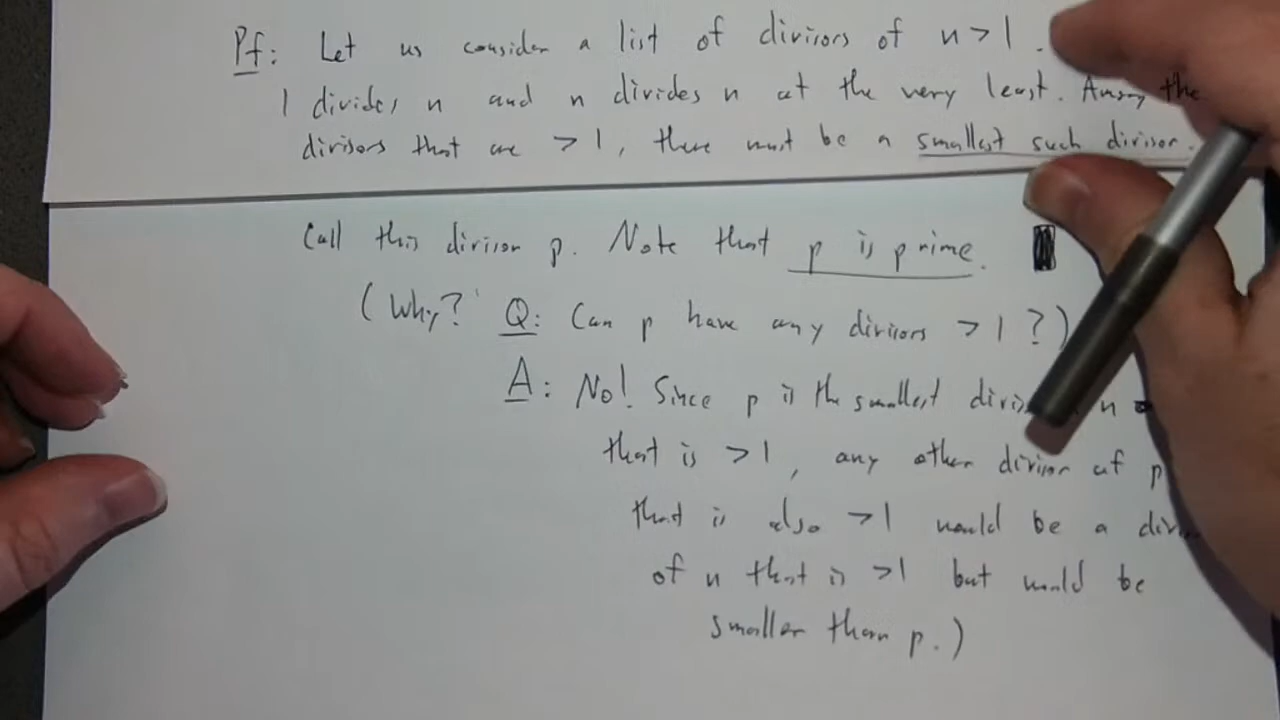 Pf: Let us consider a list of divisors of n > 1.
1 divides n and n divides n at the very least. Among the
divisors that are > 1, there must be a smallest such divisor.
Call this divisor p. Note that p is prime.
(Why? Q: Can p have any divisors > 1?)
A: No! Since p is the smallest n
that is > 1, any other divisor of p
that is also > 1 would be a
of n that is > 1 but would be
smaller than p.)